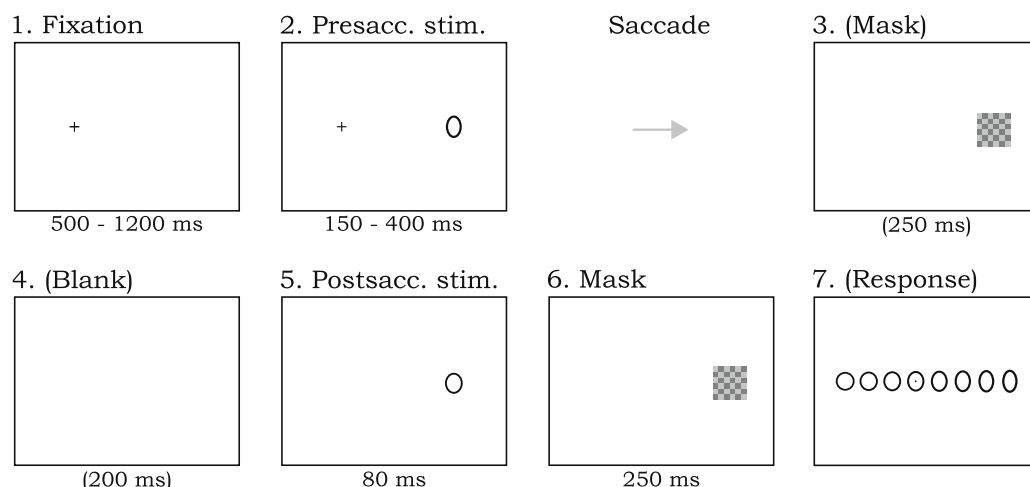 1. Fixation
2. Presacc. stim.
Saccade
3. (Mask)
500 - 1200 ms
150 - 400 ms
(250 ms)
4. (Blank)
5. Postsacc. stim.
6. Mask
7. (Response)
(200 ms)
80 ms
250 ms